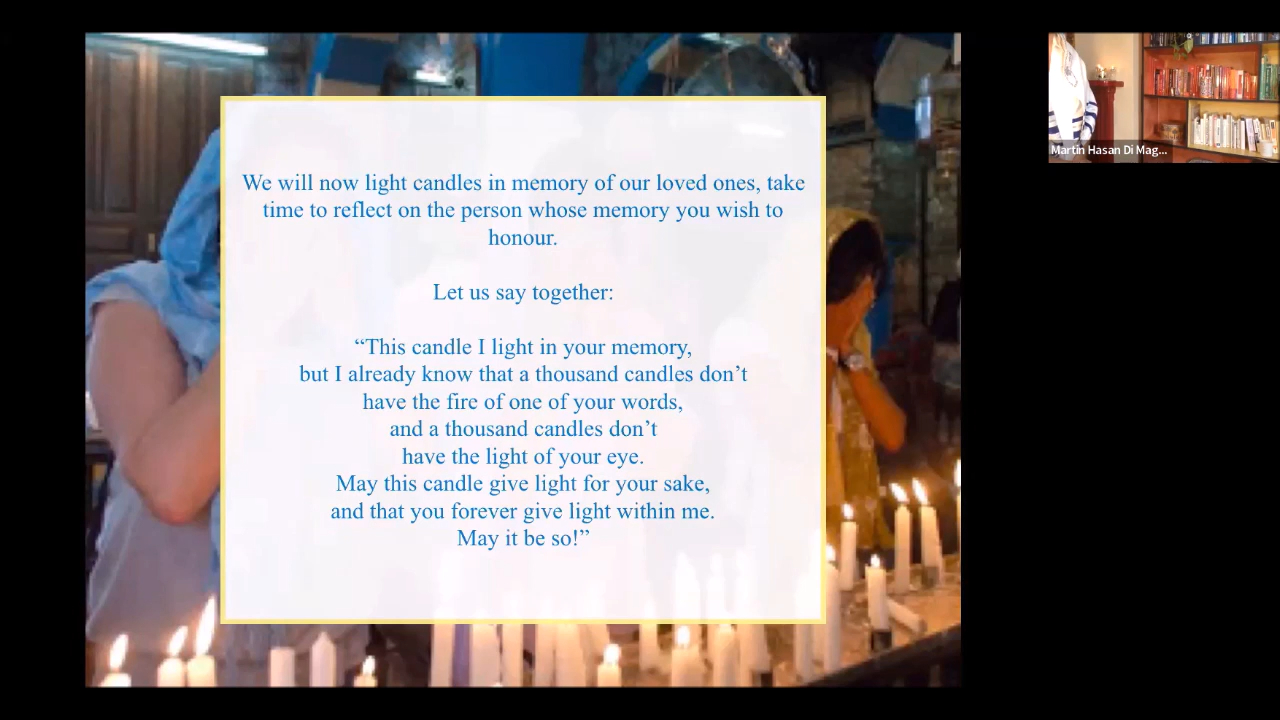 We will now light candles in memory of our loved ones, take
time to reflect on the person whose memory you wish to
honour.
Let us say together:
“This candle I light in your memory,
but I already know that a thousand candles don’t
have the fire of one of your words,
and a thousand candles don’t
have the light of your eye.
May this candle give light for your sake,
and that you forever give light within me.
May it be so!”
Martín Hasan Di Mag...